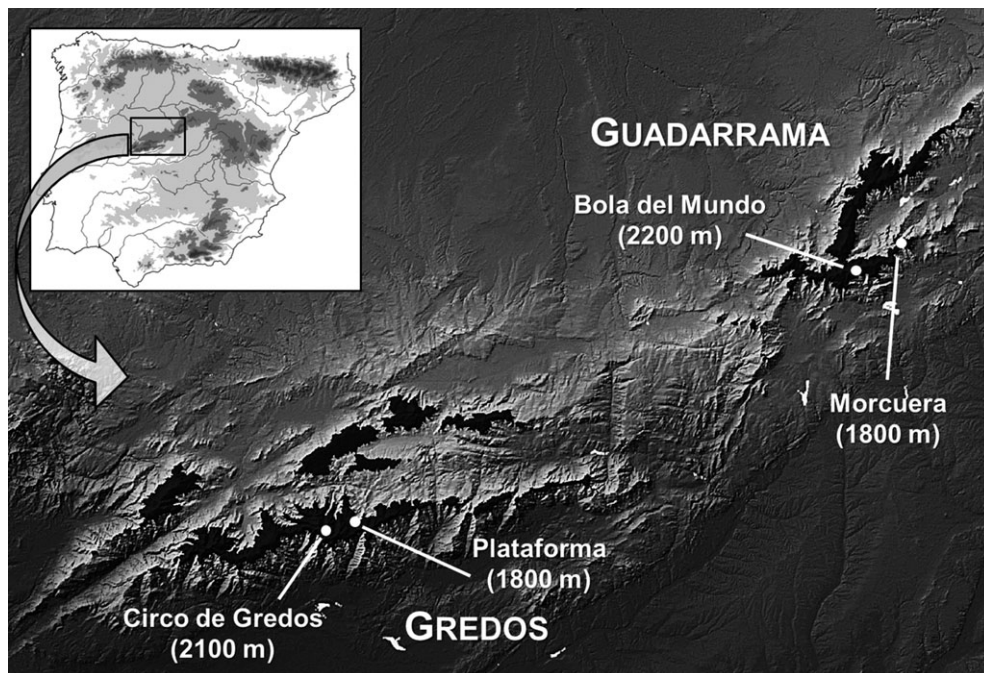 GUADARRAMA
Bola del Mundo
(2200 m)
Morcuera
(1800 m)
Plataforma
(1800 m)
Circo de Gredos
(2100 m)
GREDOS